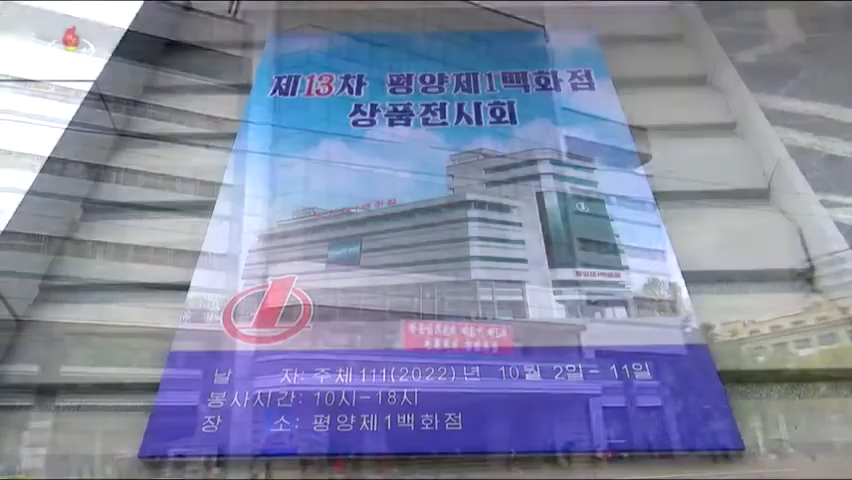 제13차 평양제1백화점
상품전시회
날 자: 주체111(2022)년 10월 2일-11일
봉사시간: 10시-18시
장 소: 평양제1백화점